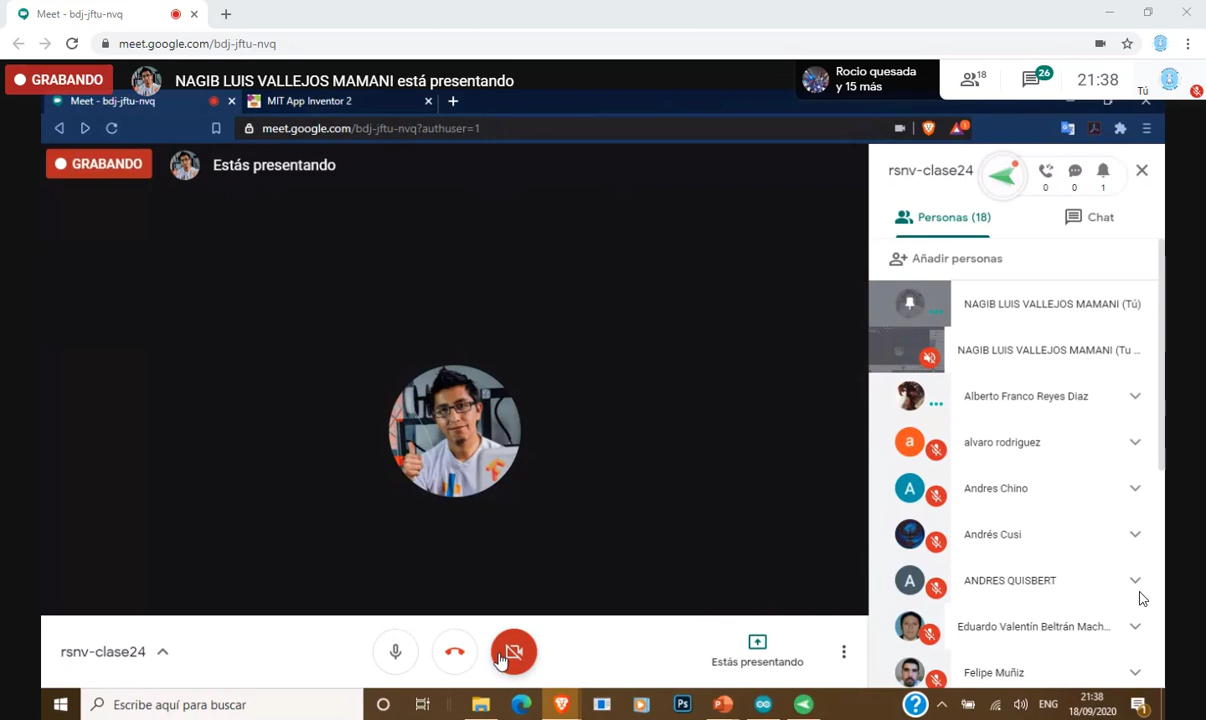 Meet - bdj-jftu-nvq
meet.google.com/bdj-jftu-nvq
GRABANDO
NAGIB LUIS VALLEJOS MAMANI está presentando
Rocio quesada
y 15 más
18
26
21:38
Tú
Meet - bdj-jftu-nvq
MIT App Inventor 2
meet.google.com/bdj-jftu-nvq?authuser=1
1
GRABANDO
Estás presentando
rsnv-clase24
0
0
1
Personas (18)
Chat
Añadir personas
NAGIB LUIS VALLEJOS MAMANI (Tú)
NAGIB LUIS VALLEJOS MAMANI (Tu ...
Alberto Franco Reyes Diaz
a
alvaro rodriguez
A
Andres Chino
Andrés Cusi
A
ANDRES QUISBERT
Eduardo Valentín Beltrán Mach...
Felipe Muñiz
rsnv-clase24
Estás presentando
Escribe aquí para buscar
Ps
ENG
21:38
18/09/2020